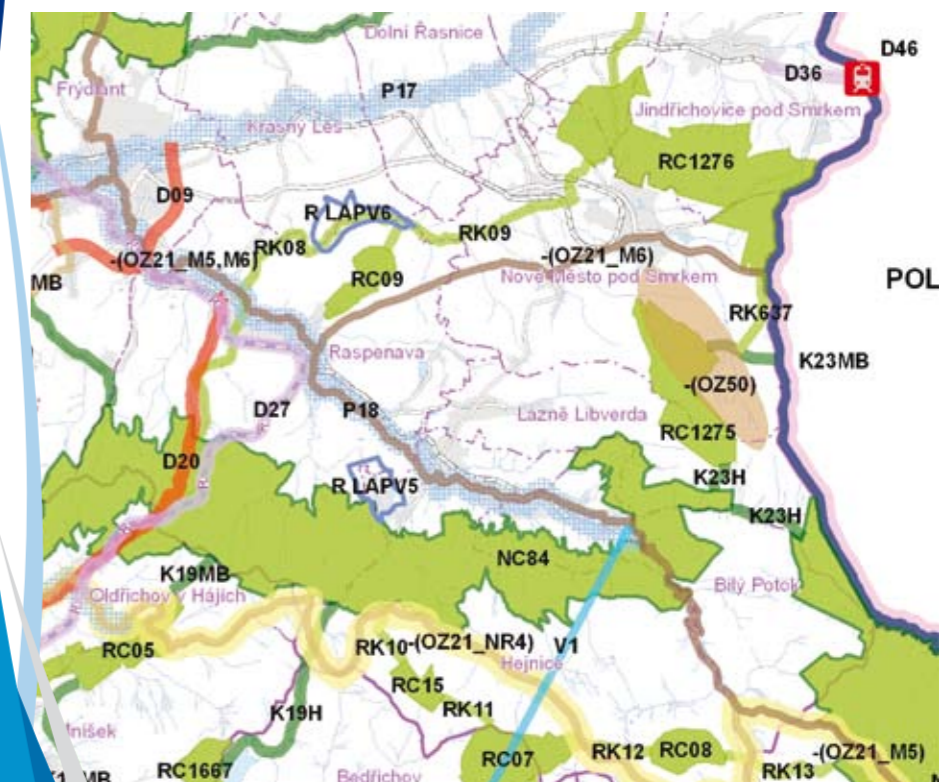 Dolní Řasnice
D46
D36
Frýdlant
P17
Jindřichovice pod Smrkem
Krásný Les
RC1276
D09
R LAPV6
RK08
RK09
-(OZ21_M5,M6)
-(OZ21_M6)
MB
RC09
Nové Město pod Smrkem
POL
RK637
Raspenava
K23MB
-(OZ50)
D27
P18
Lázně Libverda
RC1275
D20
R LAPV5
K23H
K23H
NC84
K19MB
Bílý Potok
Oldřichov v Hájích
RC05
RK10
-(OZ21_NR4)
V1
Hejnice
RC15
RK11
K19H
RC07
RK12
RC08
-(OZ21_M5)
RC1667
Bedřichov
RK13